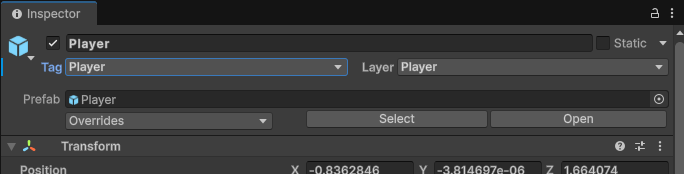 Inspector
Player Static
Tag Player Layer Player
Prefab Player
Overrides Select Open
Transform
Position X -0.8362846 Y -3.814697e-06 Z 1.664074